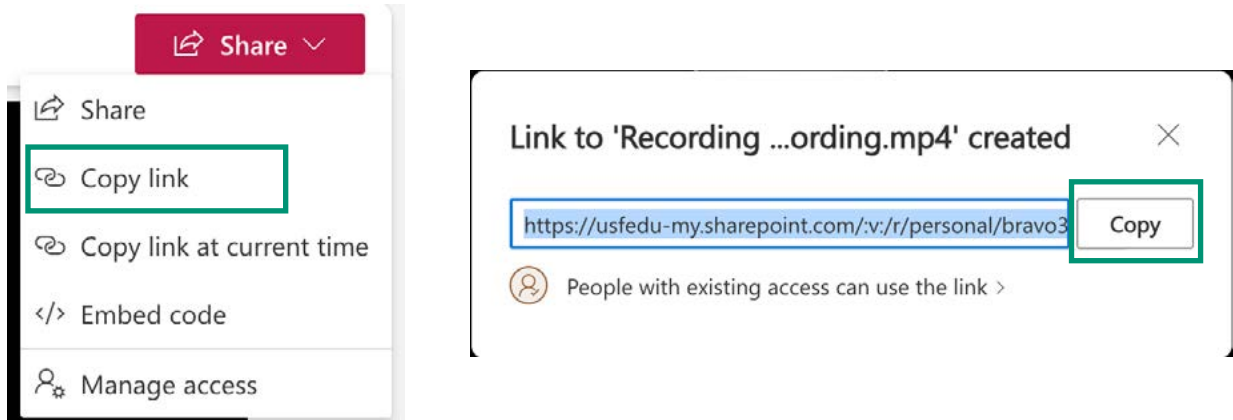 Share
Share
Copy link
Copy link at current time
</> Embed code
Manage access
Link to 'Recording ...ording.mp4' created
https://usfedu-my.sharepoint.com/:v:/r/personal/bravo3
Copy
People with existing access can use the link >